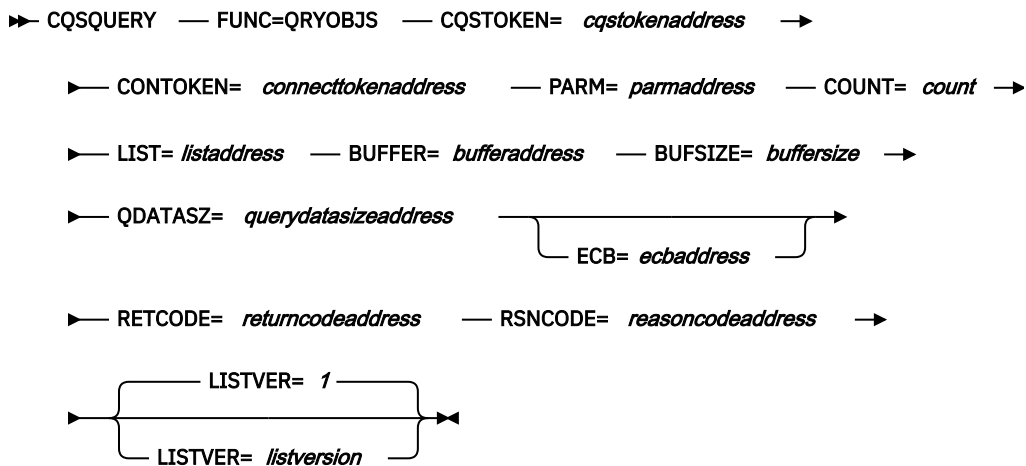 CQSQUERY FUNC=QRYOBJS CQSTOKEN= cqstokenaddress
CONTOKEN= connecttokenaddress PARM= parmaddress COUNT= count
LIST= listaddress BUFFER= bufferaddress BUFSIZE= buffersize
QDATASZ= querydatasizeaddress
ECB= ecbaddress
RETCODE= returncodeaddress RSNCODE= reasoncodeaddress
LISTVER= 1
LISTVER= listversion